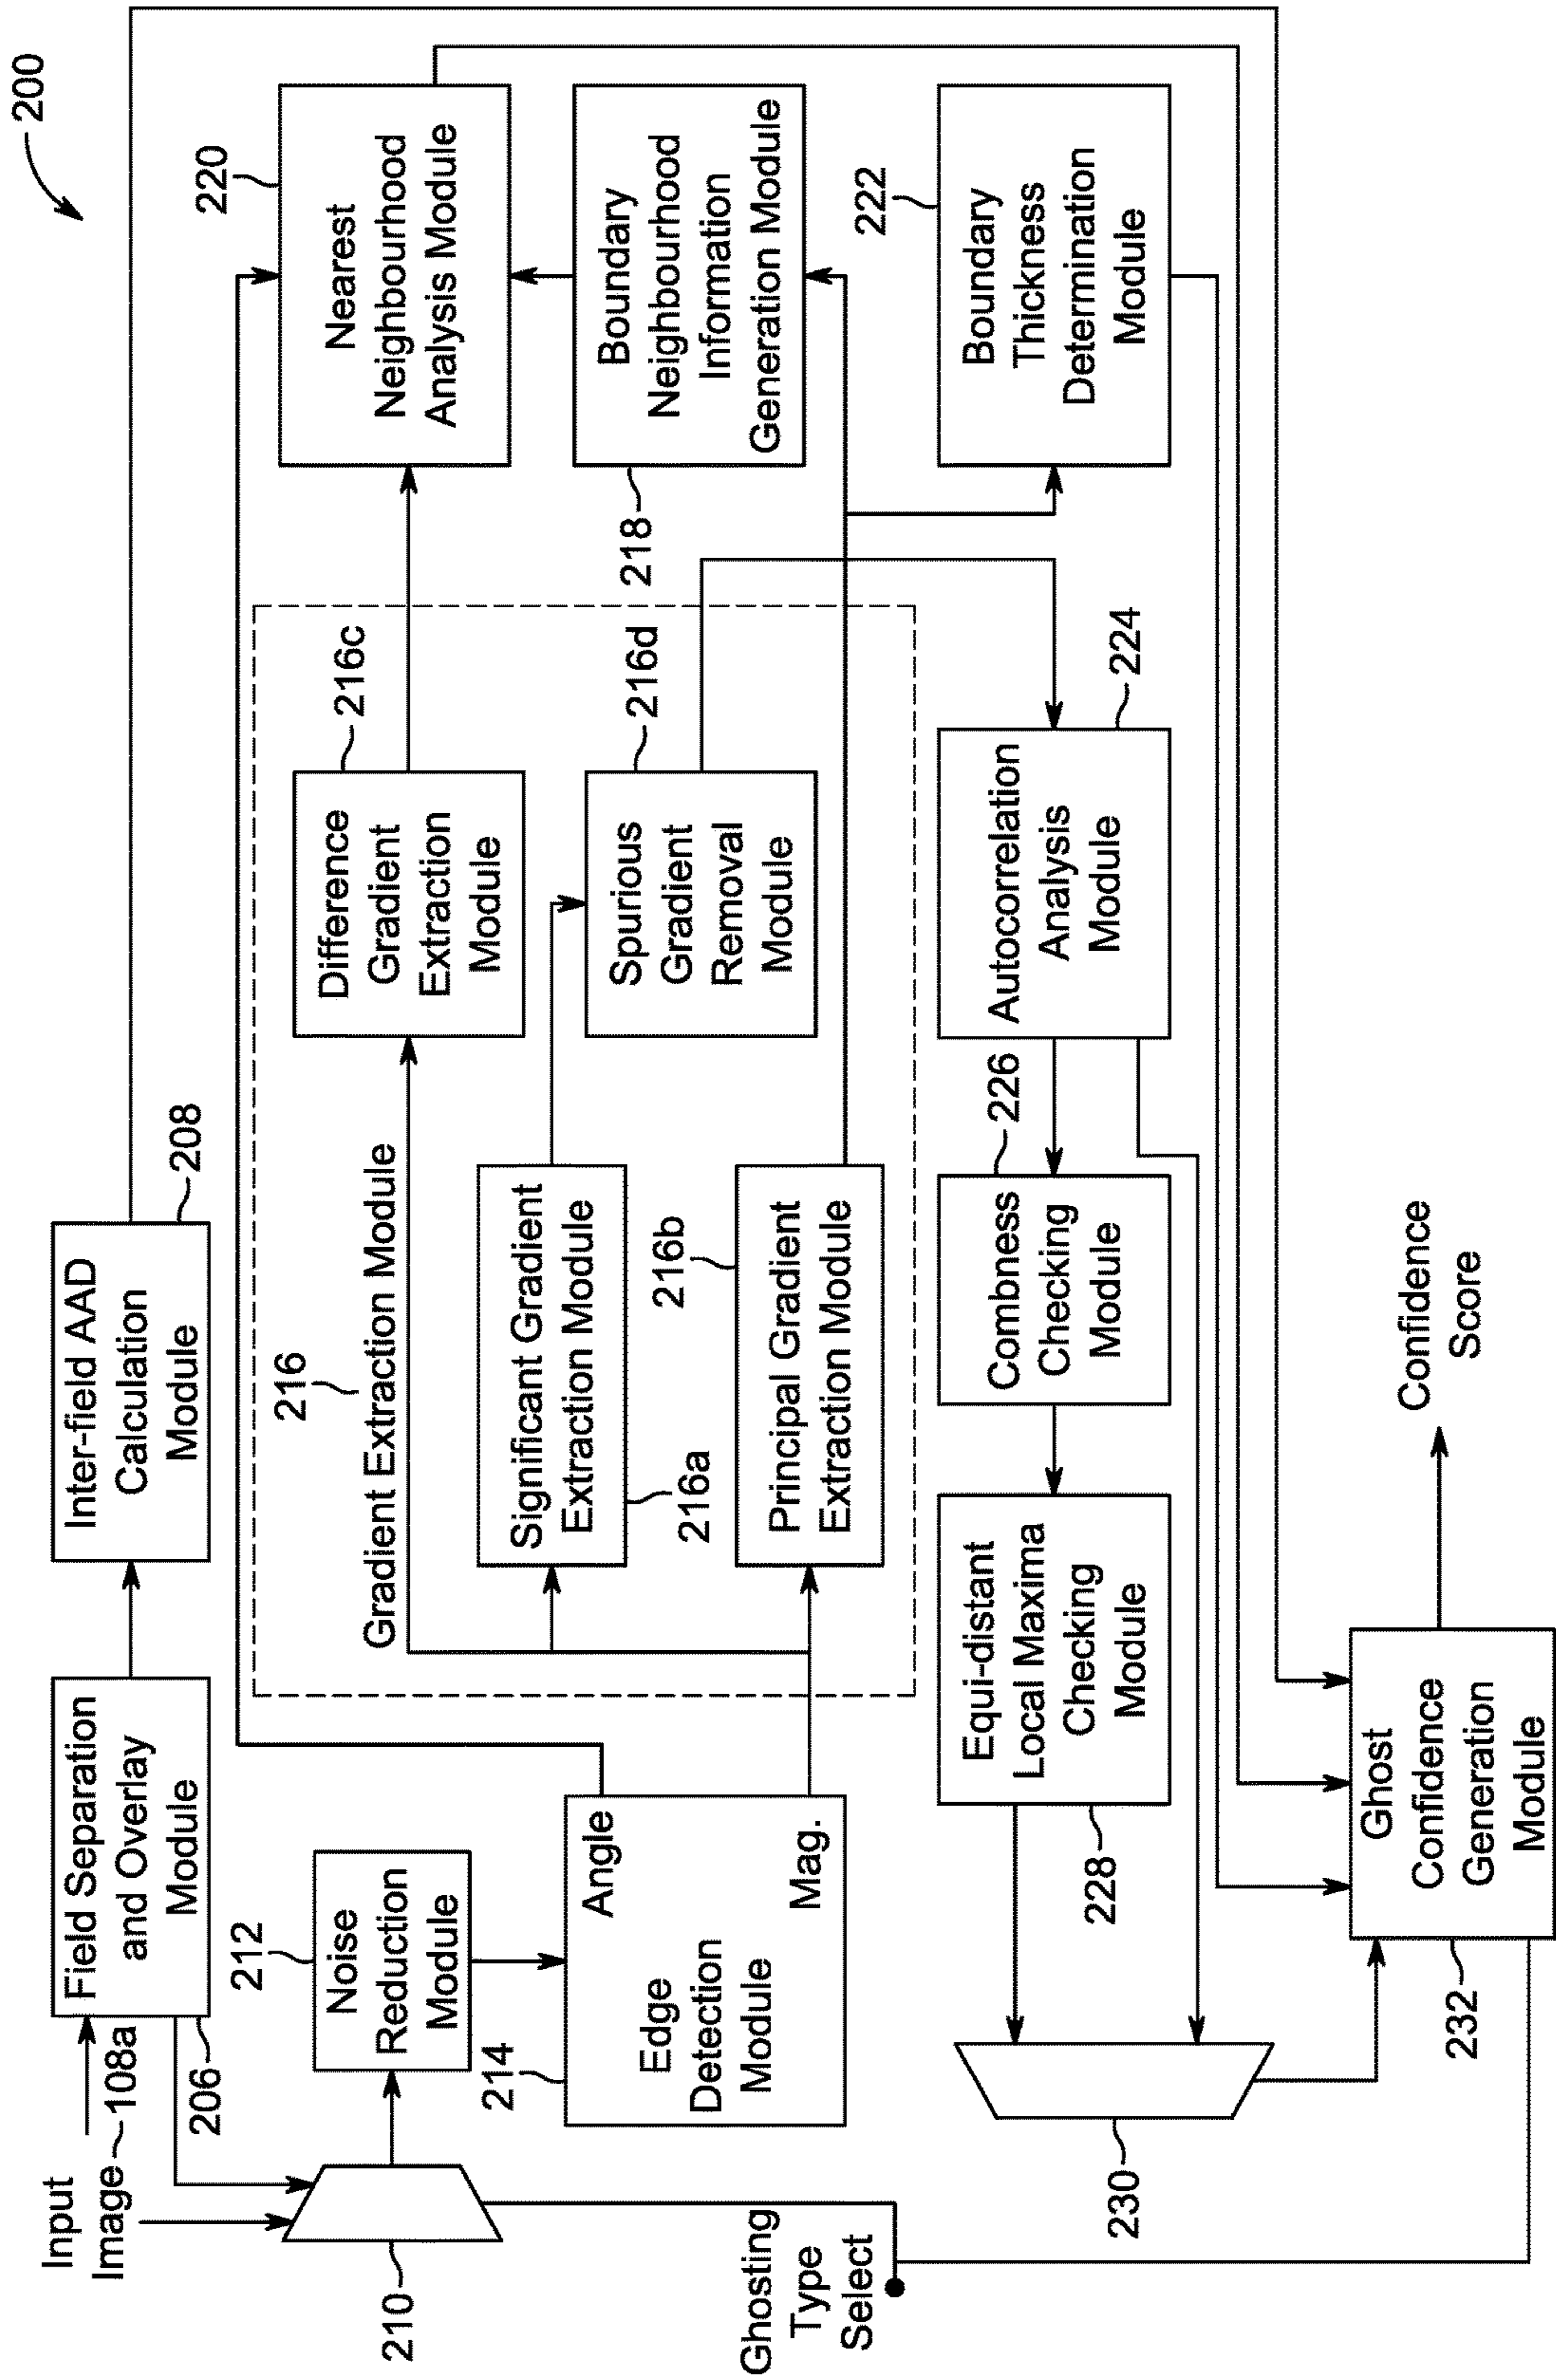 200
Input
Image
108a
Field Separation
and Overlay
Module
206
Inter-field AAD
Calculation
Module
208
210
Noise
Reduction
Module
212
214
Edge
Detection
Module
Angle
Mag.
Ghosting
Type
Select
216
Gradient Extraction Module
Significant Gradient
Extraction Module
216a
Principal Gradient
Extraction Module
216b
Difference
Gradient
Extraction
Module
216c
Spurious
Gradient
Removal
Module
216d
Nearest
Neighbourhood
Analysis Module
220
Boundary
Neighbourhood
Information
Generation Module
218
Boundary
Thickness
Determination
Module
222
Autocorrelation
Analysis
Module
224
Combness
Checking
Module
226
Equi-distant
Local Maxima
Checking
Module
228
230
Ghost
Confidence
Generation
Module
232
Confidence
Score